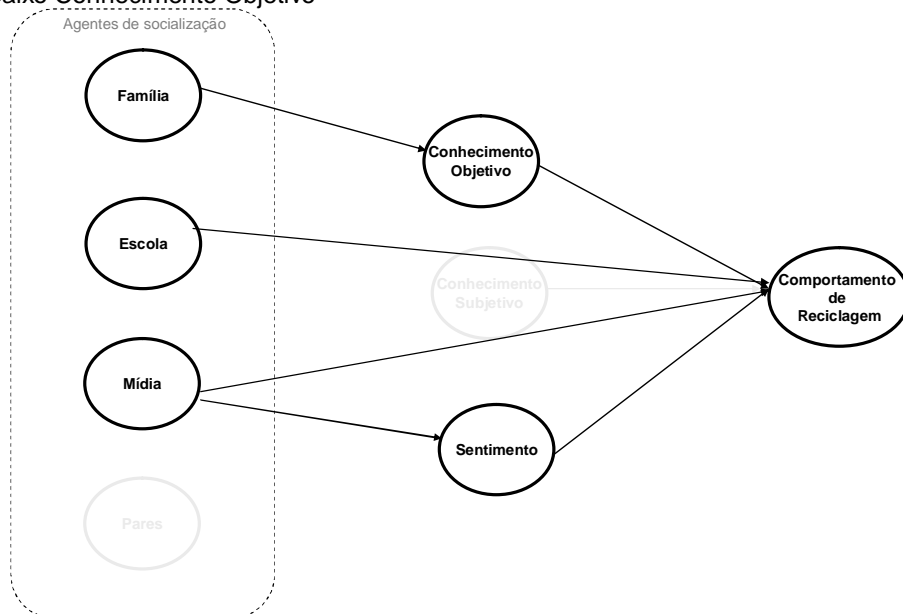 Agentes de socialização
Família
Conhecimento
Objetivo
Escola
Conhecimento
Subjetivo
Comportamento
de
Reciclagem
Mídia
Sentimento
Pares